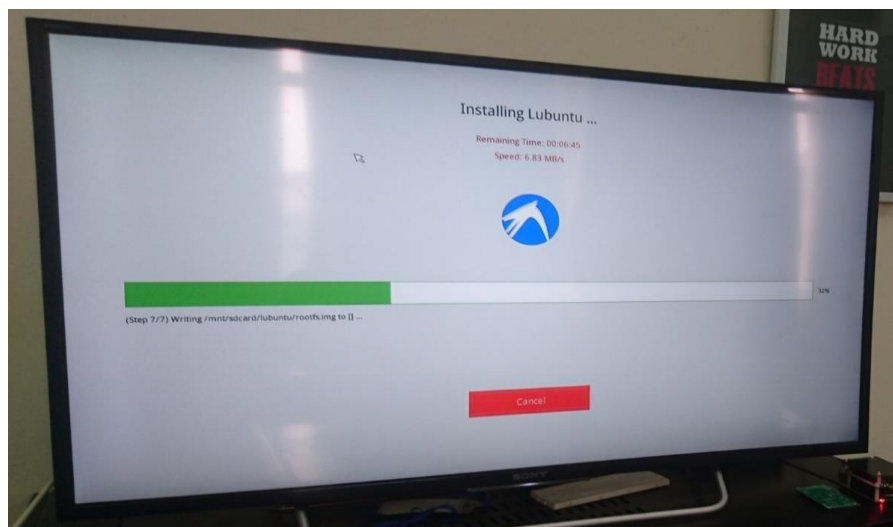 HARD
WORK
BEATS
Installing Lubuntu ...
Remaining Time: 00:06:45
Speed: 6.83 MB/s
32%
(Step 7/7) Writing /mnt/sdcard/lubuntu/rootfs.img to [] ...
Cancel
SONY